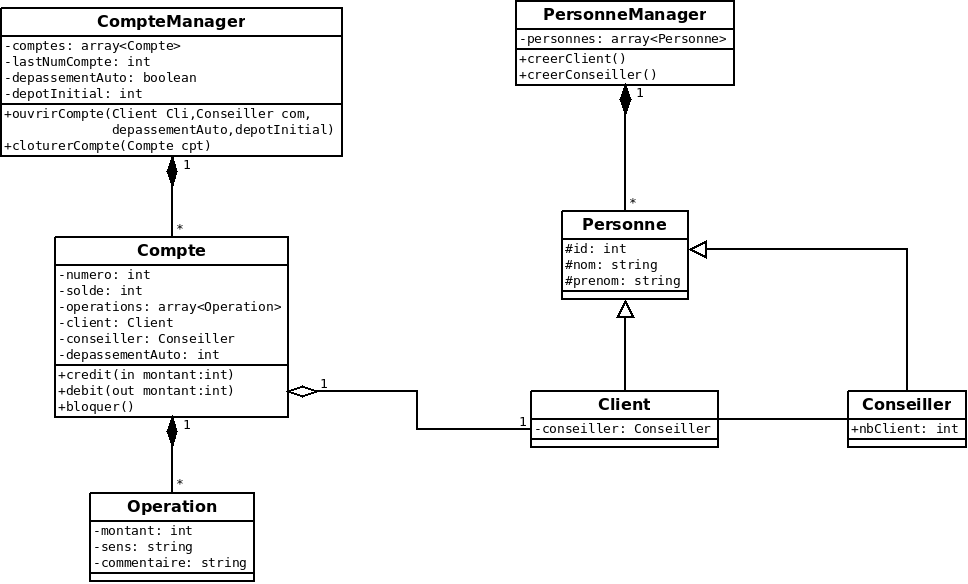 CompteManager
-comptes: array<Compte>
-lastNumCompte: int
-depassementAuto: boolean
-depotInitial: int
+ouvrirCompte(Client Cli,Conseiller com,
depassementAuto,depotInitial)
+cloturerCompte(Compte cpt)
1
*
PersonneManager
-personnes: array<Personne>
+creerClient()
+creerConseiller()
1
*
Personne
#id: int
#nom: string
#prenom: string
Compte
-numero: int
-solde: int
-operations: array<Operation>
-client: Client
-conseiller: Conseiller
-depassementAuto: int
+credit(in montant:int)
+debit(out montant:int)
+bloquer()
1
1
1
*
Client
-conseiller: Conseiller
Conseiller
+nbClient: int
Operation
-montant: int
-sens: string
-commentaire: string